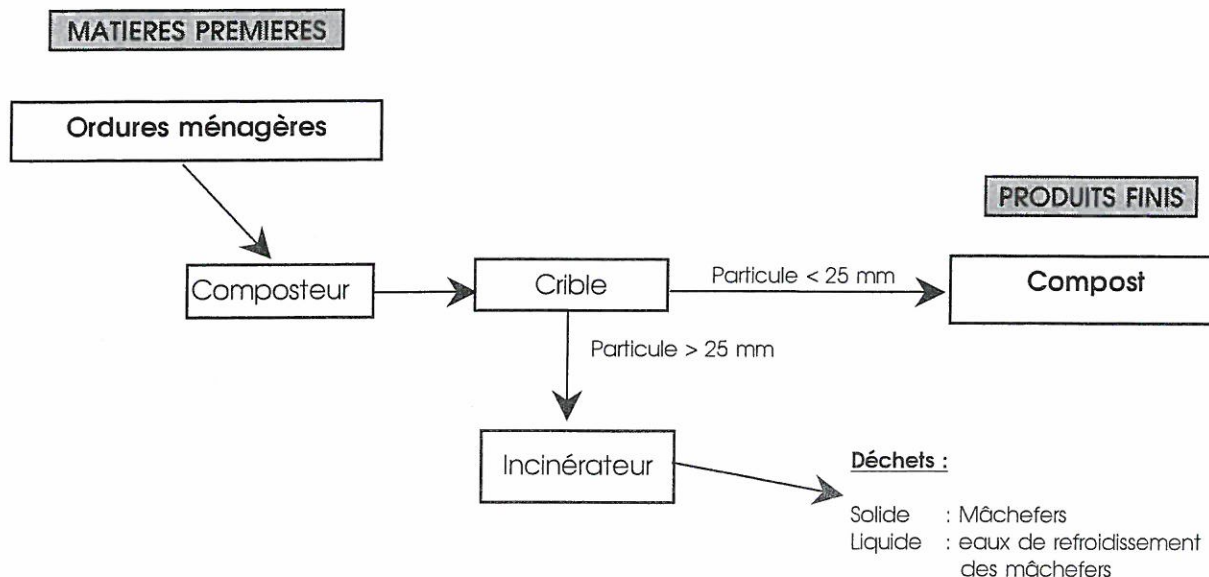 MATIERES PREMIERES
Ordures ménagères
PRODUITS FINIS
Composteur
Crible
Particule < 25 mm
Compost
Particule > 25 mm
Incinérateur
Déchets :
Solide : Mâchefers
Liquide : eaux de refroidissement
des mâchefers